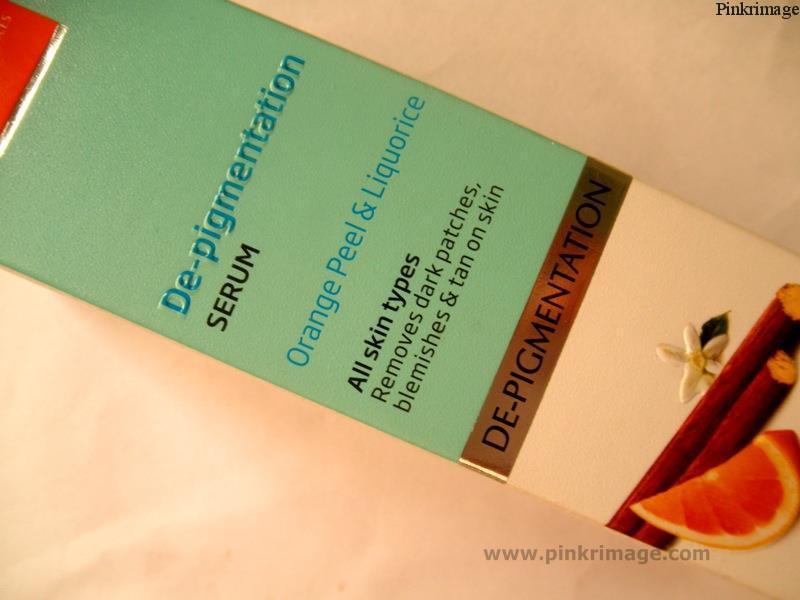 Pinkrimage
De-pigmentation
SERUM
Orange Peel & Liquorice
All skin types
Removes dark patches,
blemishes & tan on skin
DE-PIGMENTATION
www.pinkrimage.com